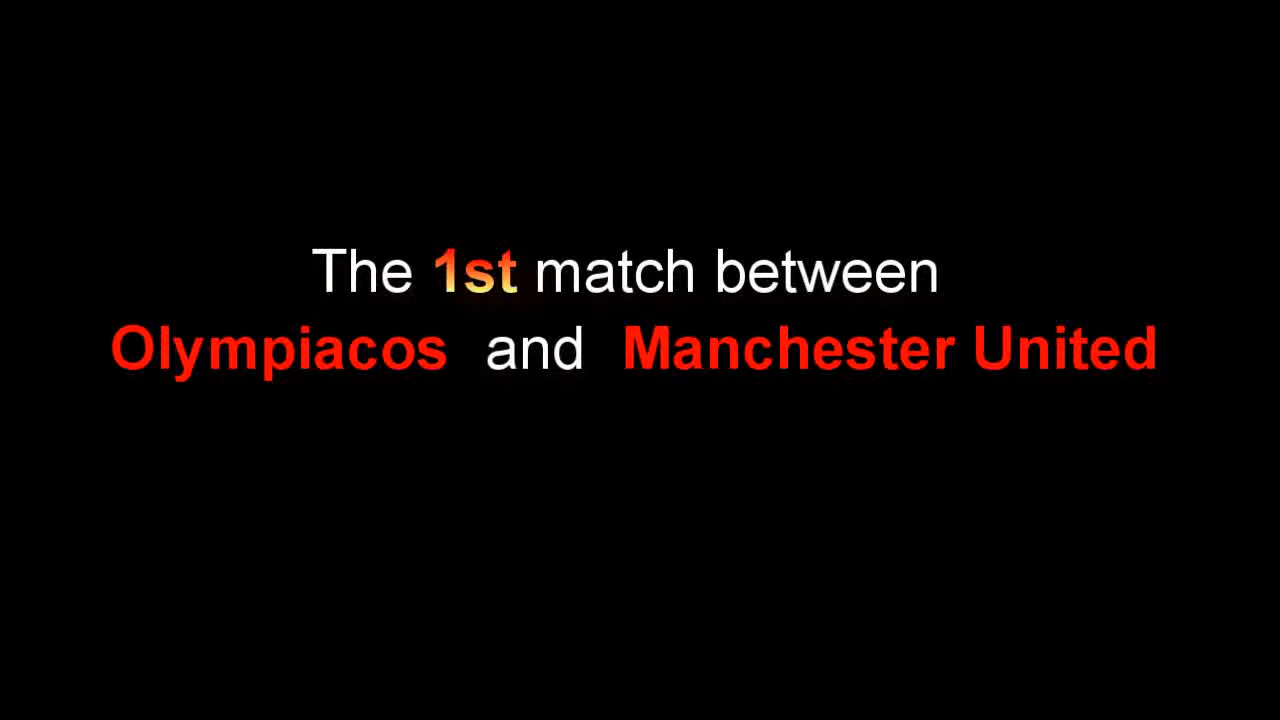 The 1st match between
Olympiacos and Manchester United